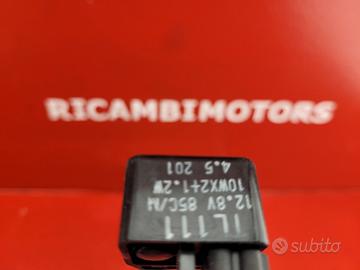 RICAMBIMOTORS
IL111
12.8V 85C/M
10WX2+1.2W
4.5 201
subito